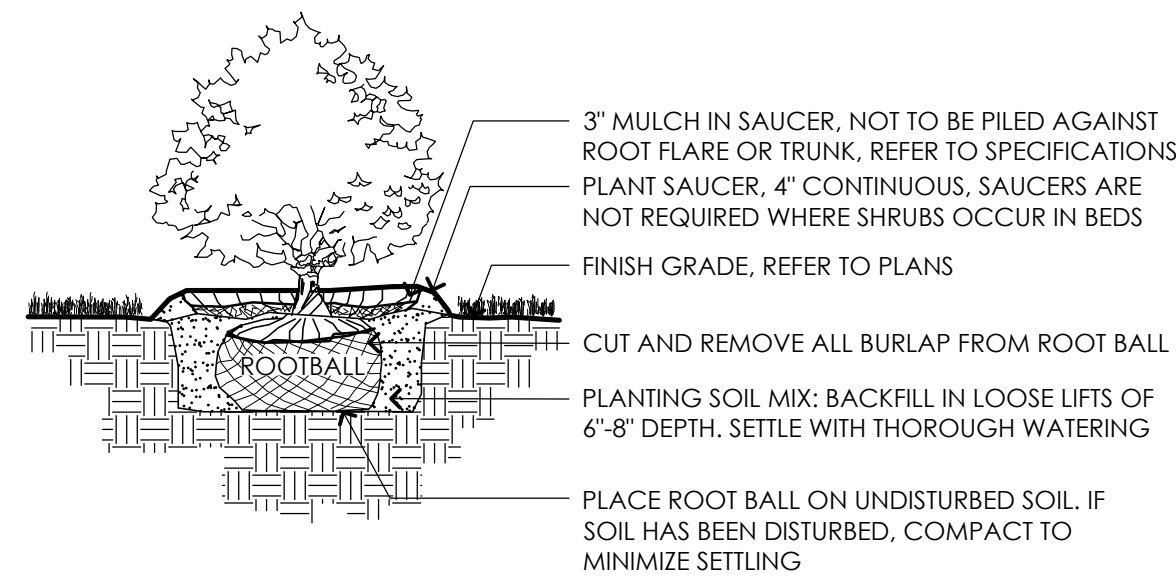 3" MULCH IN SAUCER, NOT TO BE PILED AGAINST
ROOT FLARE OR TRUNK, REFER TO SPECIFICATIONS
PLANT SAUCER, 4" CONTINUOUS, SAUCERS ARE
NOT REQUIRED WHERE SHRUBS OCCUR IN BEDS
FINISH GRADE, REFER TO PLANS
CUT AND REMOVE ALL BURLAP FROM ROOT BALL
ROOTBALL
PLANTING SOIL MIX: BACKFILL IN LOOSE LIFTS OF
6"-8" DEPTH. SETTLE WITH THOROUGH WATERING
PLACE ROOT BALL ON UNDISTURBED SOIL. IF
SOIL HAS BEEN DISTURBED, COMPACT TO
MINIMIZE SETTLING